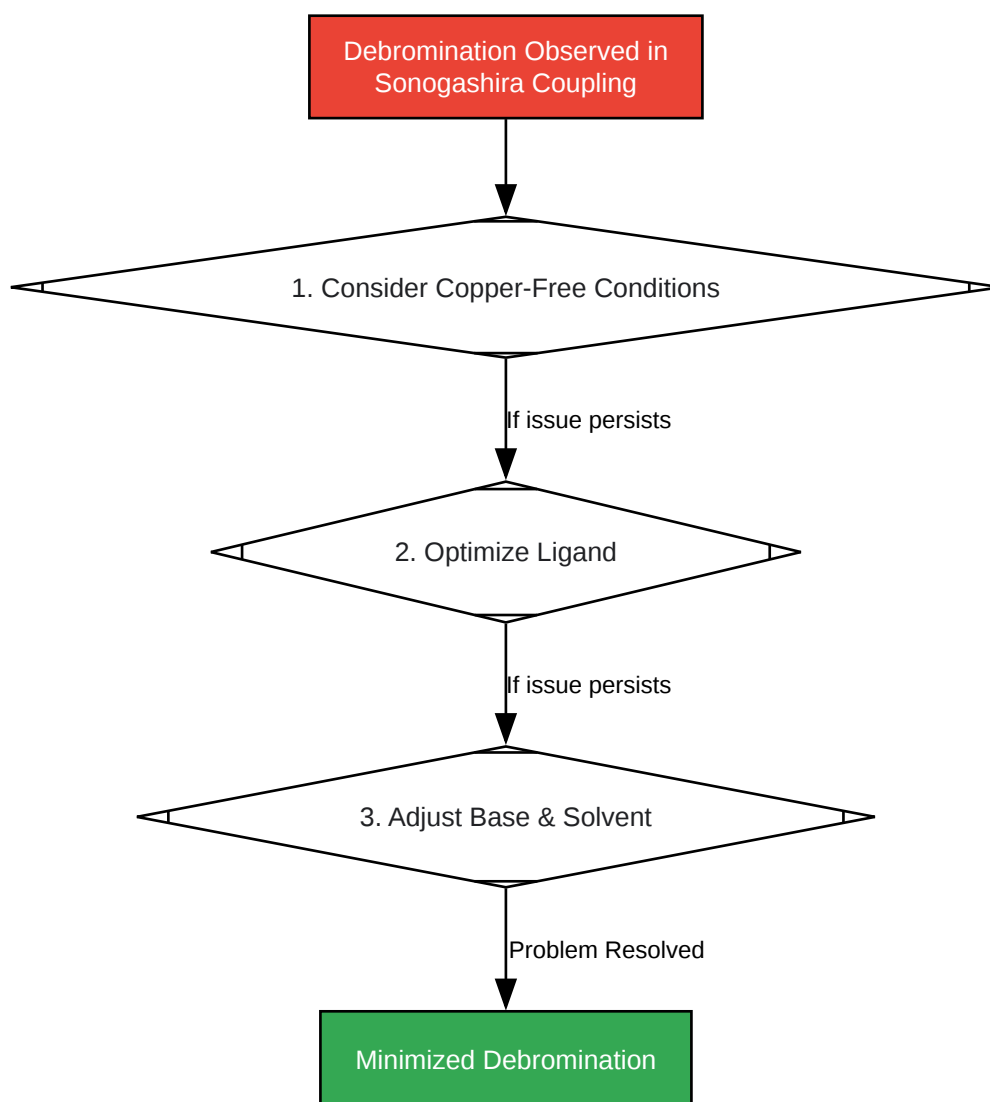 Debromination Observed in
Sonogashira Coupling
1. Consider Copper-Free Conditions
If issue persists
2. Optimize Ligand
If issue persists
3. Adjust Base & Solvent
Problem Resolved
Minimized Debromination